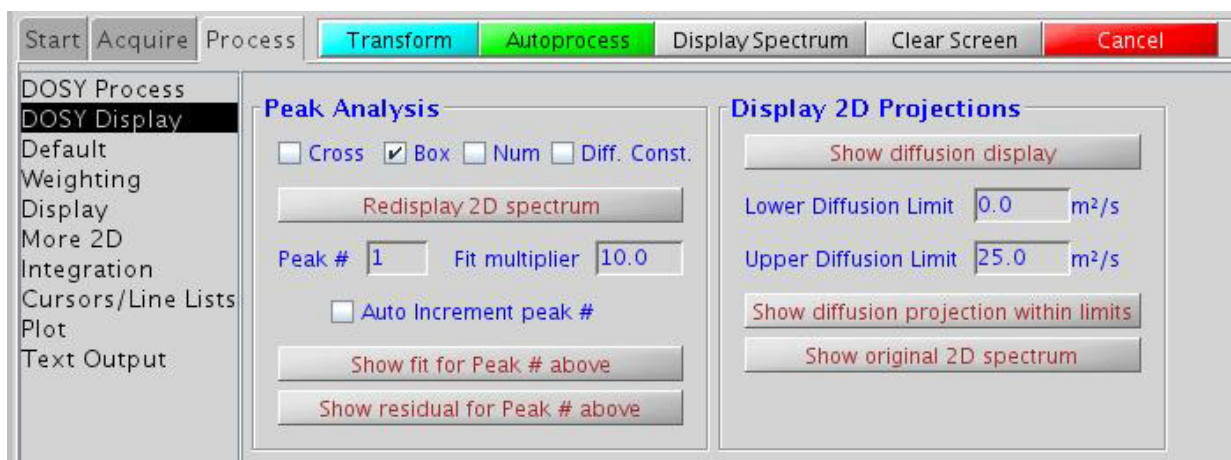 Start Acquire Process Transform Autoprocess Display Spectrum Clear Screen Cancel
DOSY Process
DOSY Display
Default
Weighting
Display
More 2D
Integration
Cursors/Line Lists
Plot
Text Output
Peak Analysis
Cross Box Num Diff. Const.
Redisplay 2D spectrum
Peak # 1 Fit multiplier 10.0
Auto Increment peak #
Show fit for Peak # above
Show residual for Peak # above
Display 2D Projections
Show diffusion display
Lower Diffusion Limit 0.0 m²/s
Upper Diffusion Limit 25.0 m²/s
Show diffusion projection within limits
Show original 2D spectrum